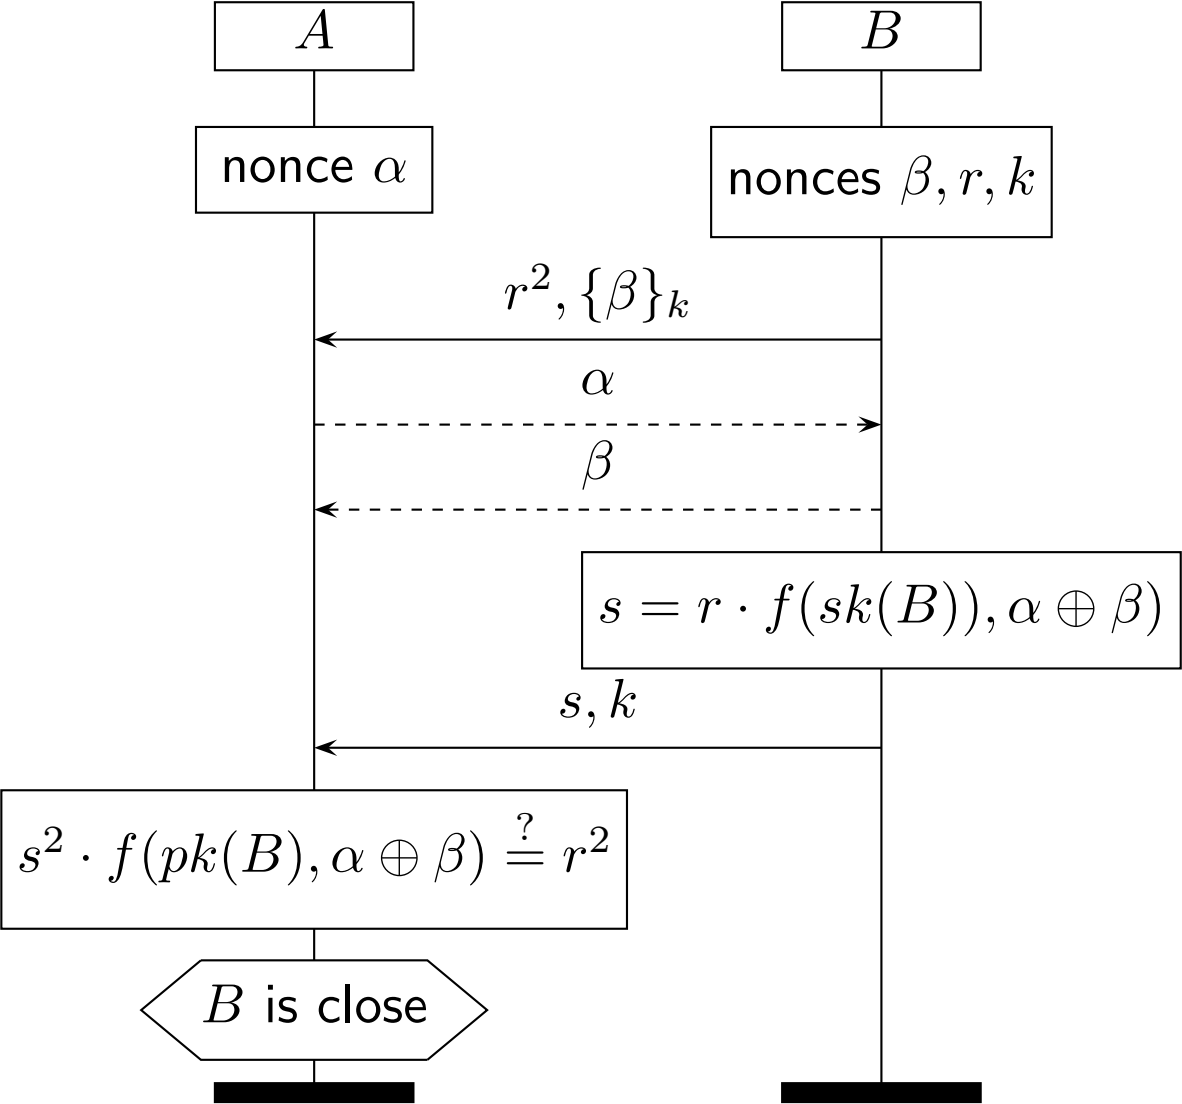 A
B
nonce α
nonces β, r, k
r², {β}ₖ
α
β
s = r · f(sk(B)), α ⊕ β)
s, k
s² · f(pk(B), α ⊕ β) ≟ r²
B is close